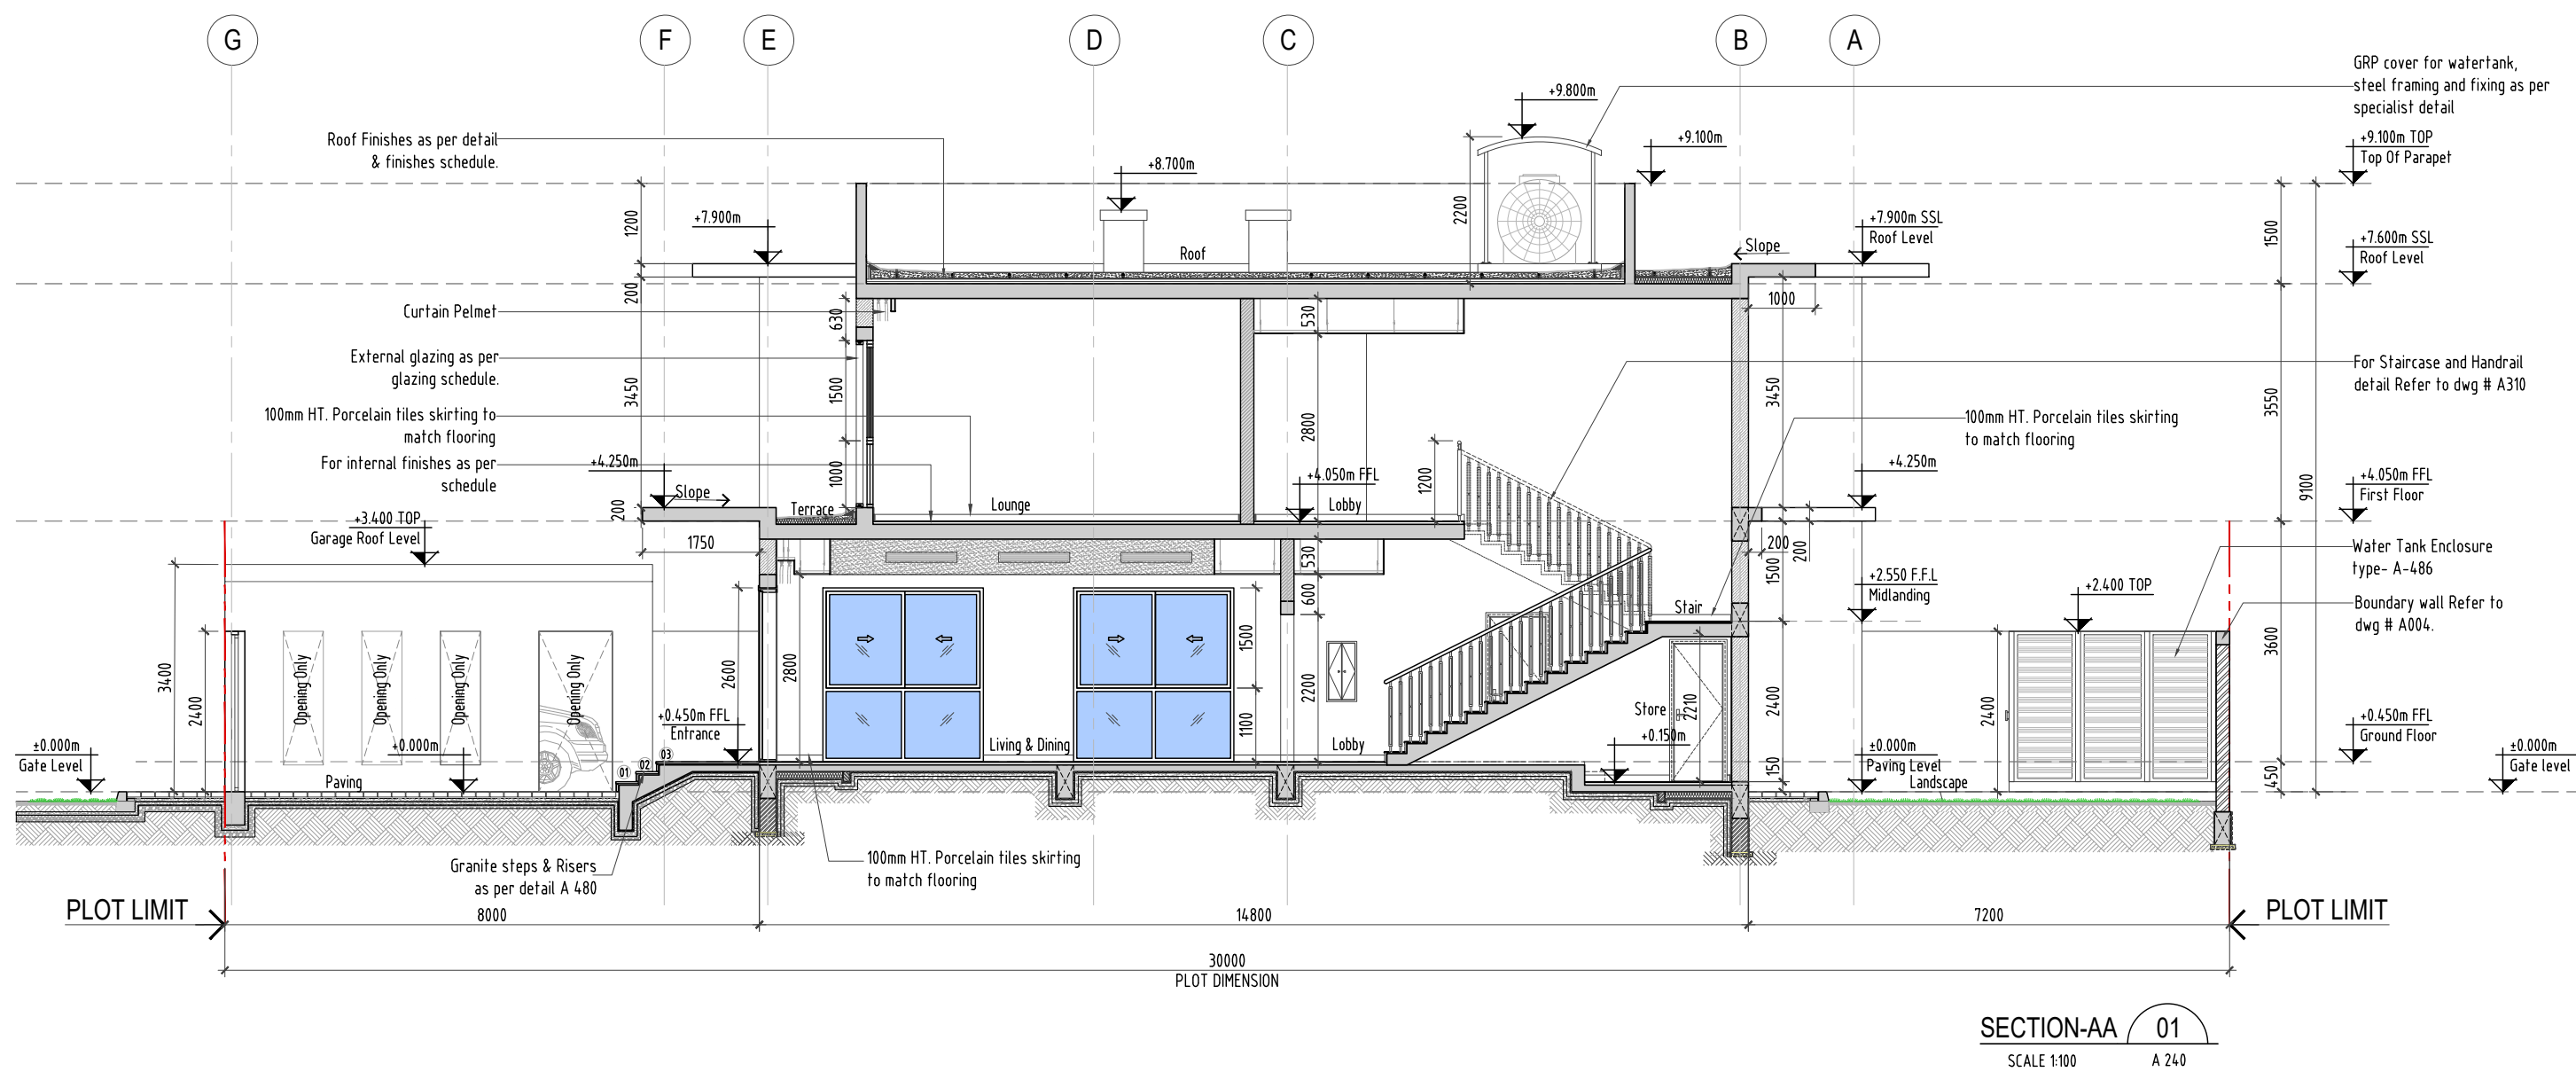 G
F
E
D
C
B
A
GRP cover for watertank,
steel framing and fixing as per
specialist detail
+9.800m
Roof Finishes as per detail
& finishes schedule.
+8.700m
+9.100m
+9.100m TOP
Top Of Parapet
1200
+7.900m
2200
Roof
Slope
+7.900m SSL
Roof Level
1500
+7.600m SSL
Roof Level
200
Curtain Pelmet
630
530
1000
External glazing as per
glazing schedule.
3450
1500
2800
3450
3550
For Staircase and Handrail
detail Refer to dwg # A310
100mm HT. Porcelain tiles skirting to
match flooring
100mm HT. Porcelain tiles skirting
to match flooring
For internal finishes as per
schedule
+4.250m
1000
+4.050m FFL
1200
+4.250m
+4.050m FFL
First Floor
9100
Slope
200
Terrace
Lounge
Lobby
+3.400 TOP
Garage Roof Level
1750
530
200
200
1500
Water Tank Enclosure
type- A-486
+2.550 F.F.L
Midlanding
+2.400 TOP
600
Stair
Boundary wall Refer to
dwg # A004.
3400
2400
Opening Only
Opening Only
Opening Only
Opening Only
2600
2800
1500
2200
1100
3600
+0.450m FFL
Entrance
Store
2210
2400
2400
+0.150m
+0.450m FFL
Ground Floor
±0.000m
Gate Level
+0.000m
01
02
03
Living & Dining
Lobby
150
±0.000m
Paving Level
Landscape
450
±0.000m
Gate level
Paving
Granite steps & Risers
as per detail A 480
100mm HT. Porcelain tiles skirting
to match flooring
PLOT LIMIT
8000
14800
7200
PLOT LIMIT
30000
PLOT DIMENSION
SECTION-AA
01
SCALE 1:100
A 240